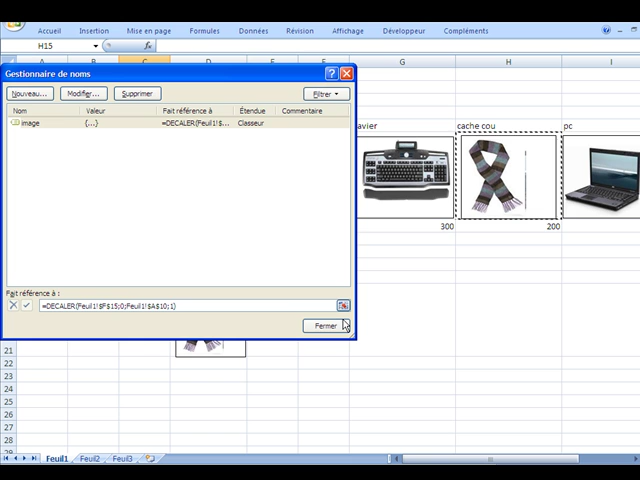 Accueil Insertion Mise en page Formules Données Révision Affichage Développeur Compléments
H15 fx
A B C D E F G H I
Gestionnaire de noms
Nouveau... Modifier... Supprimer Filtrer
Nom Valeur Fait référence à Étendue Commentaire
image {...} =DECALER(Feuil1!$... Classeur
avier cache cou pc
300 200
Fait référence à :
=DECALER(Feuil1!$F$15;0;Feuil1!$A$10;1)
Fermer
21
22
23
24
25
26
27
28
29
Feuil1 Feuil2 Feuil3